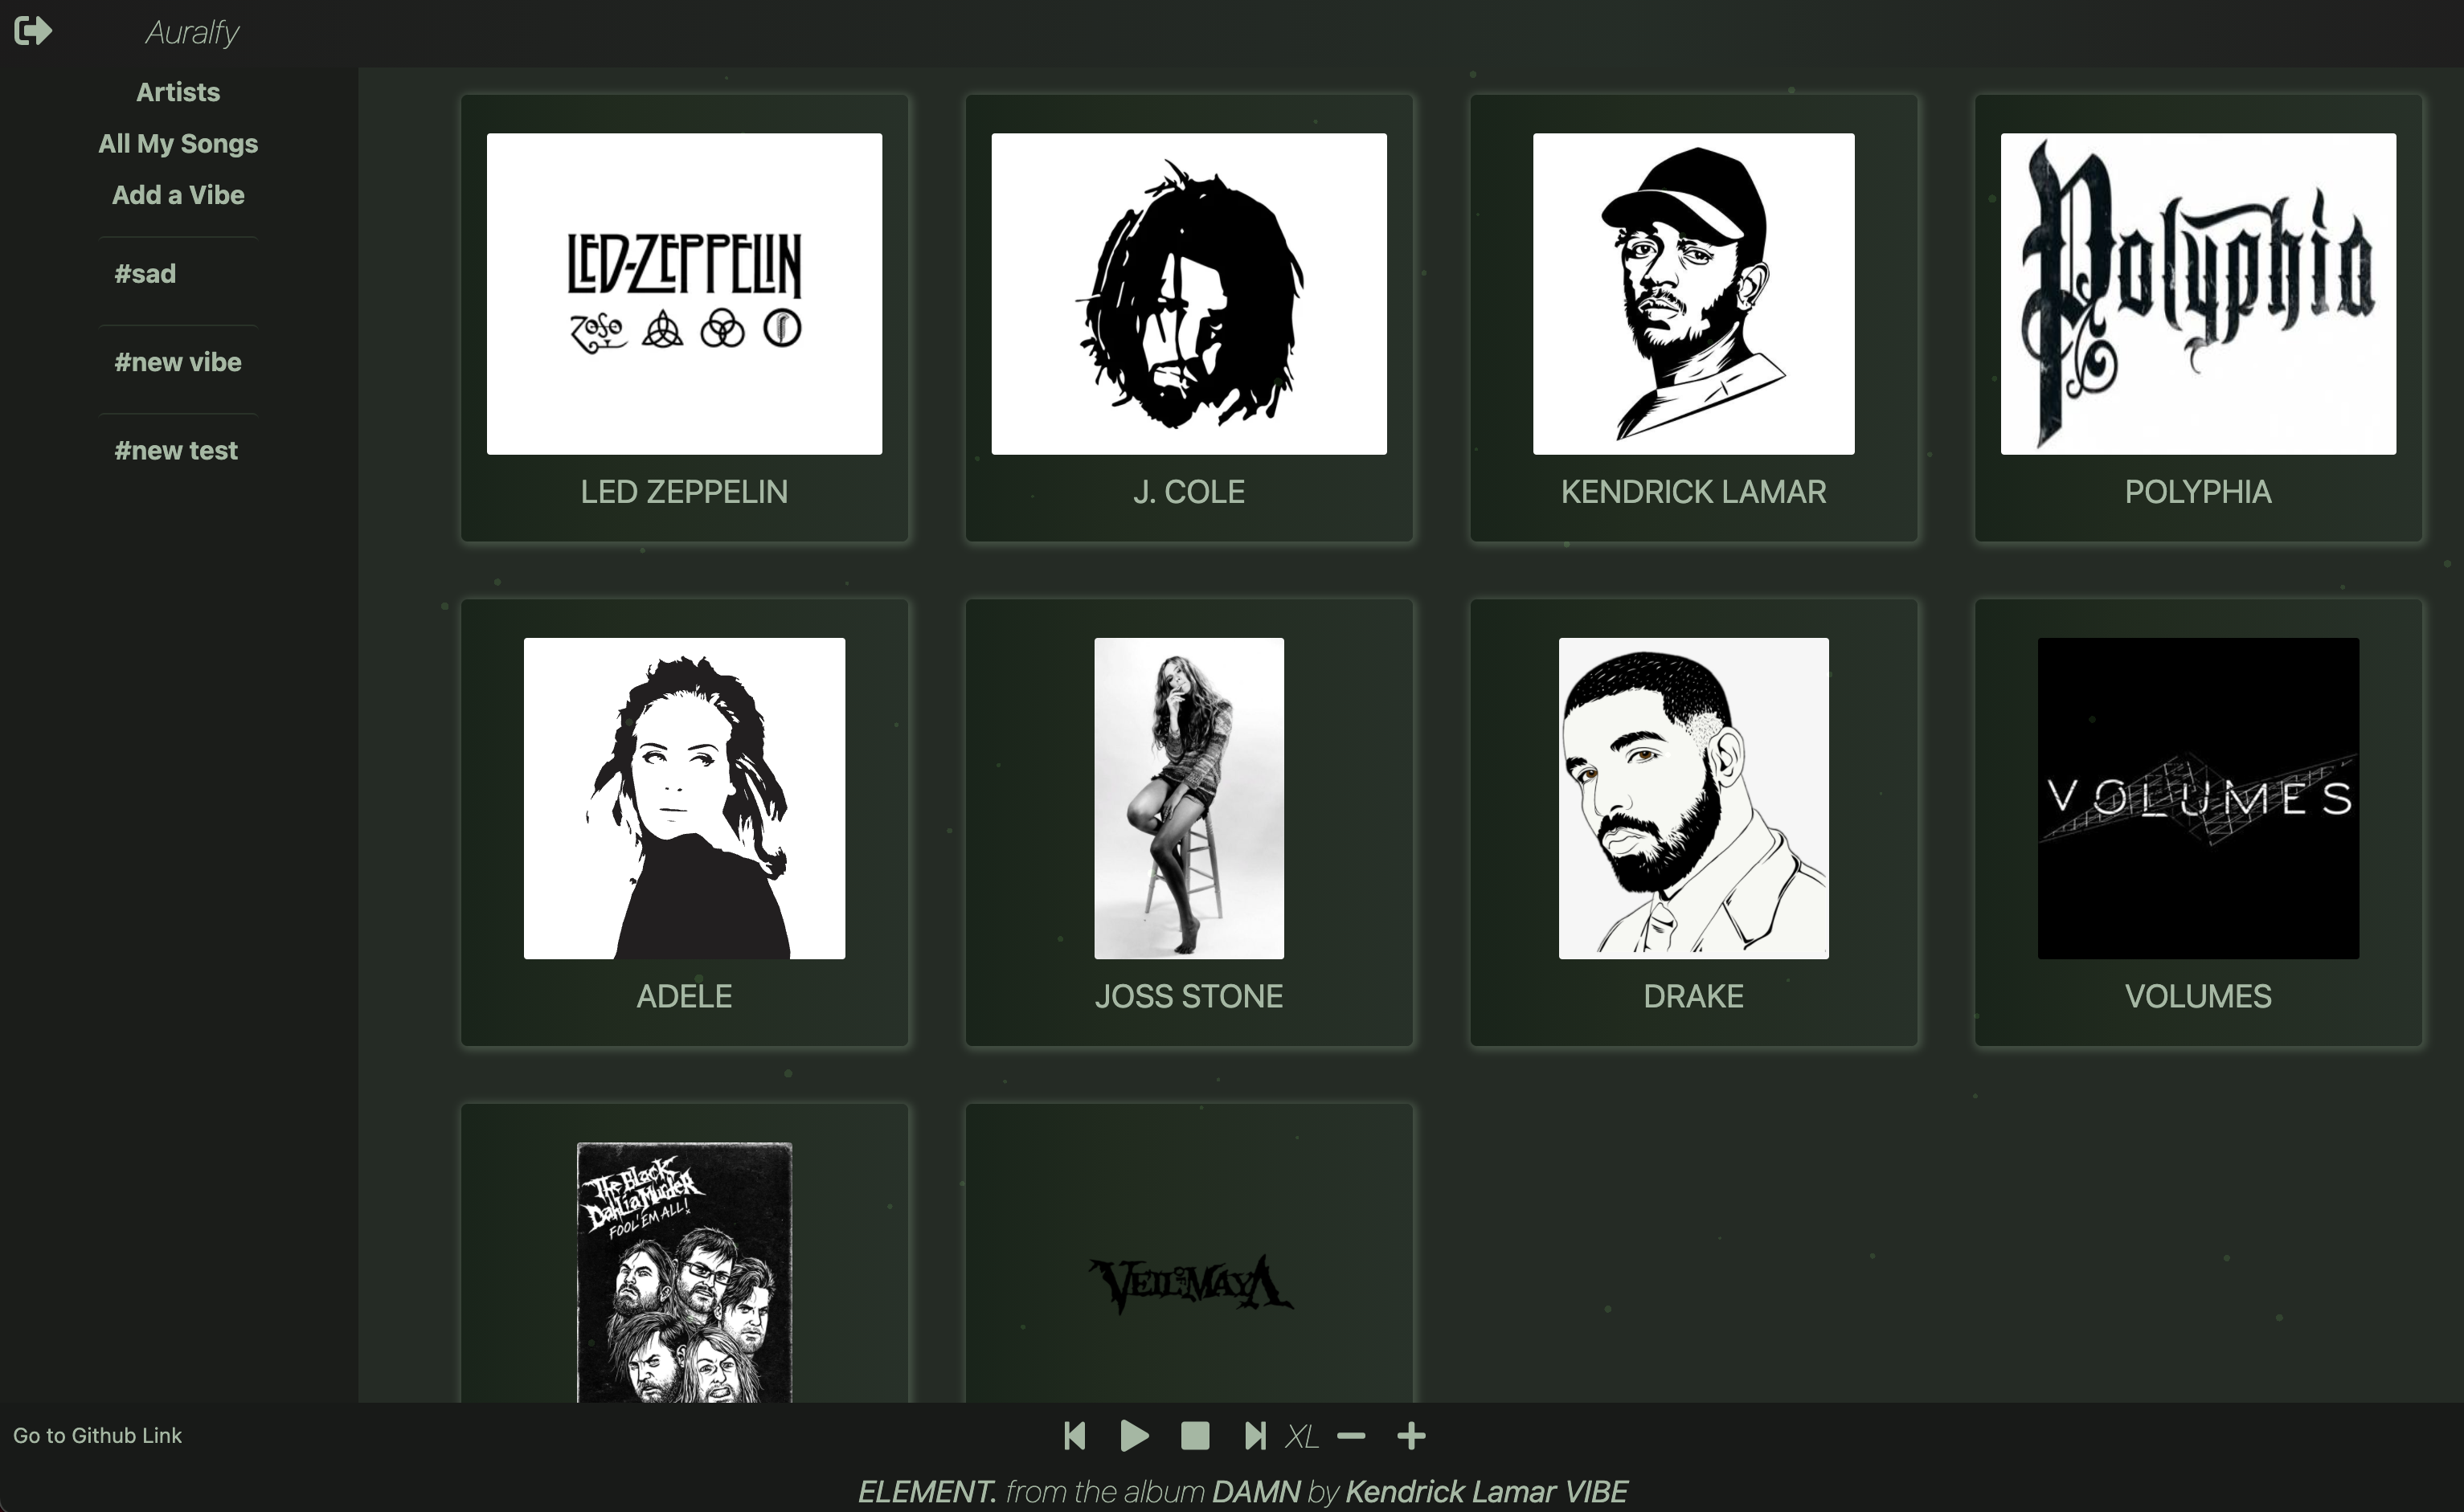 Auralfy
Artists
All My Songs
Add a Vibe
#sad
#new vibe
#new test
LED-ZEPPELIN
ZoSo
LED ZEPPELIN
J. COLE
KENDRICK LAMAR
Polyphia
POLYPHIA
ADELE
JOSS STONE
DRAKE
VOLUMES
VOLUMES
The Black
Dahlia Murder
FOOL 'EM ALL!
VEIL OF MAYA
Go to Github Link
XL
ELEMENT. from the album DAMN by Kendrick Lamar VIBE